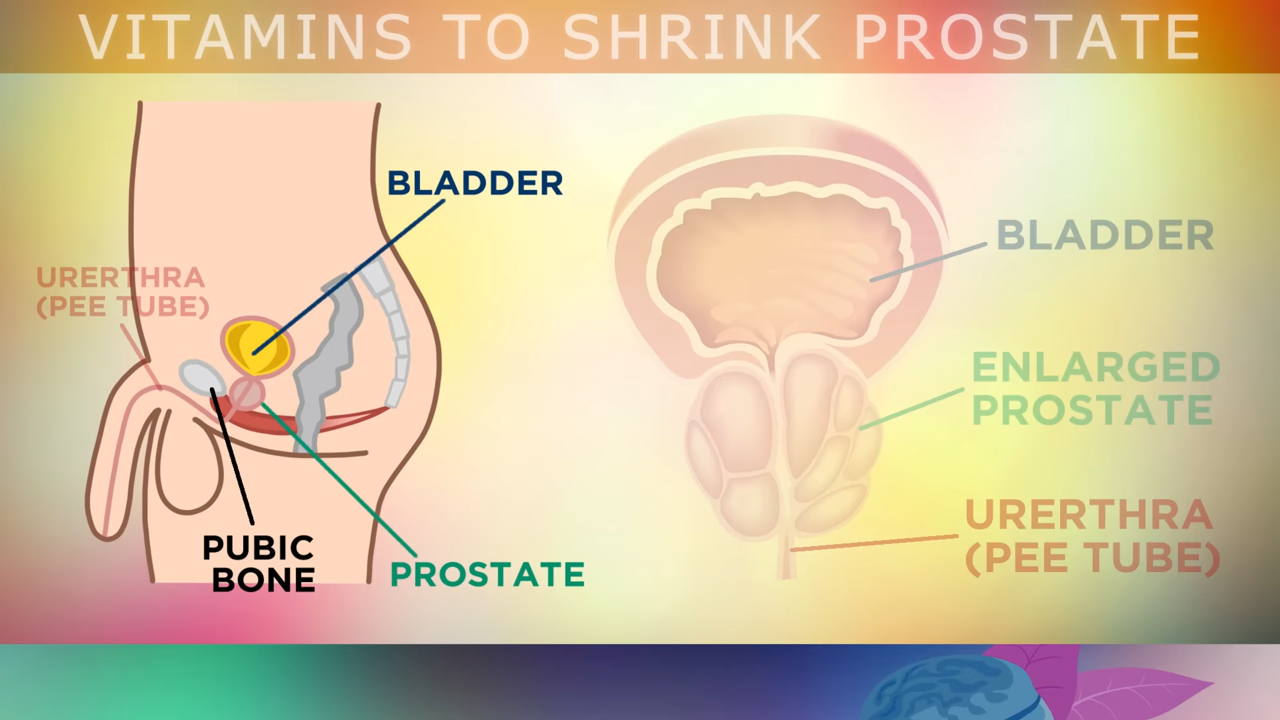 VITAMINS TO SHRINK PROSTATE
BLADDER
URERTHRA
(PEE TUBE)
PUBIC
BONE
PROSTATE
BLADDER
ENLARGED
PROSTATE
URERTHRA
(PEE TUBE)